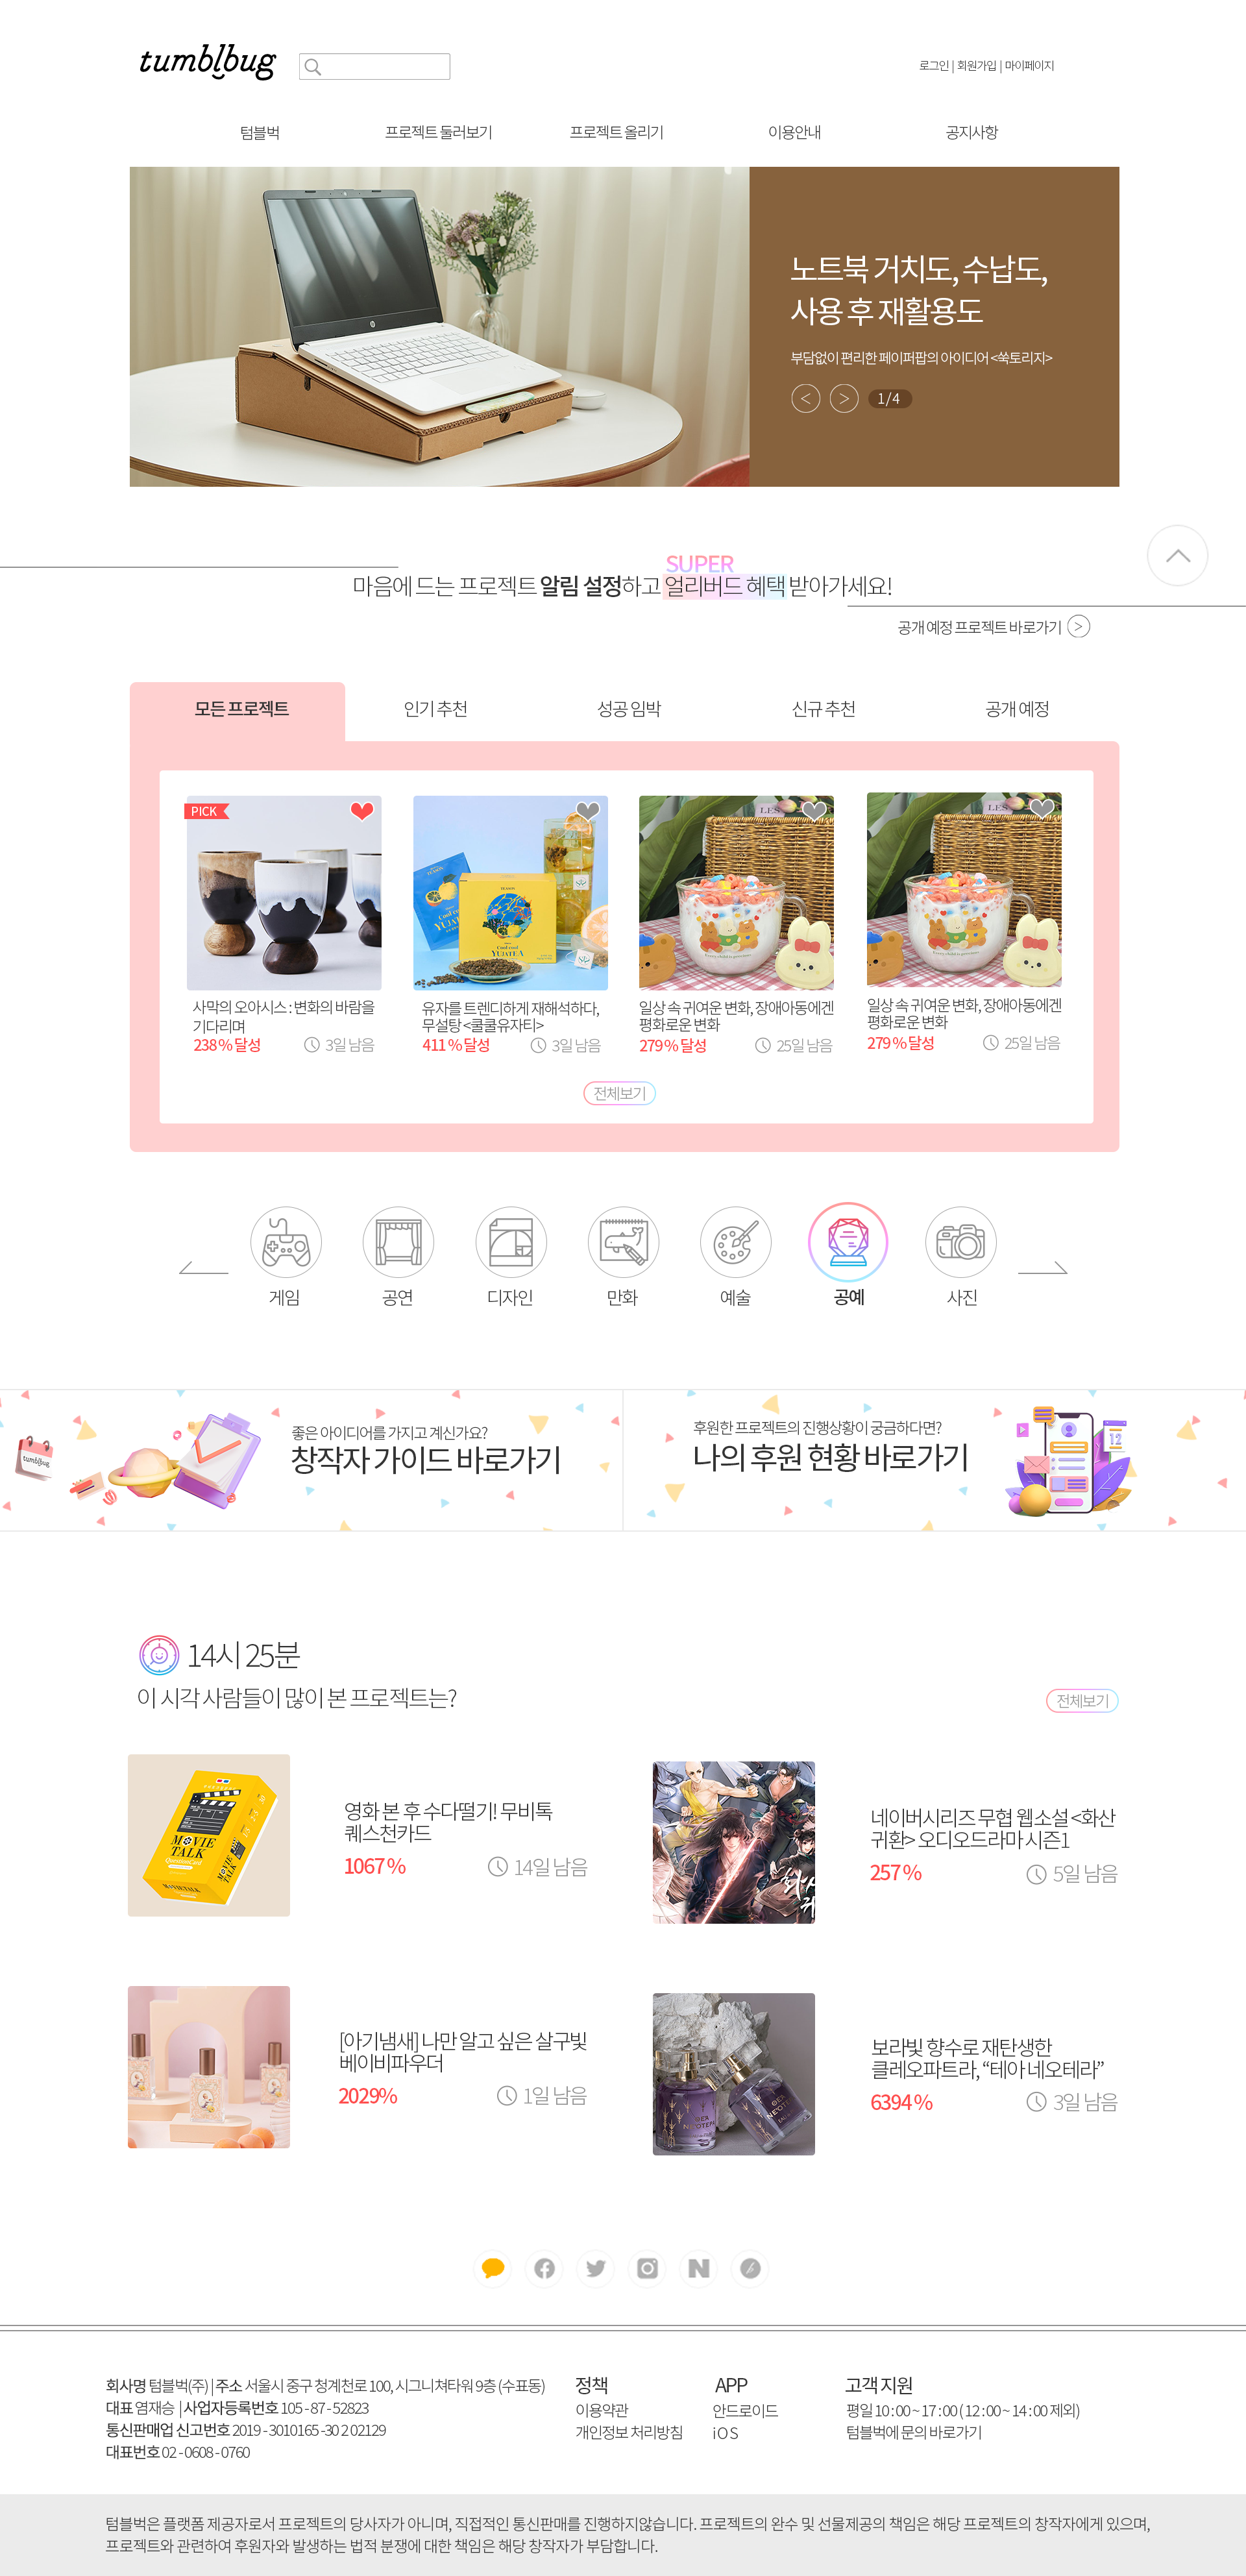 tumblbug
로그인 | 회원가입 | 마이페이지
텀블벅 프로젝트 둘러보기 프로젝트 올리기 이용안내 공지사항
노트북 거치도, 수납도,
사용 후 재활용도
부담없이 편리한 페이퍼팝의 아이디어 <쏙토리지>
< > 1/4
SUPER
마음에 드는 프로젝트 알림 설정하고 얼리버드 혜택 받아가세요!
공개 예정 프로젝트 바로가기 >
모든 프로젝트 인기 추천 성공 임박 신규 추천 공개 예정
PICK
LES
LES
Cool cool
YUJATEA
사막의 오아시스 : 변화의 바람을
기다리며
238 % 달성 3일 남음
유자를 트렌디하게 재해석하다,
무설탕 <쿨쿨유자티>
411 % 달성 3일 남음
일상 속 귀여운 변화, 장애아동에겐
평화로운 변화
279 % 달성 25일 남음
일상 속 귀여운 변화, 장애아동에겐
평화로운 변화
279 % 달성 25일 남음
전체보기
게임 공연 디자인 만화 예술 공예 사진
tumblbug
좋은 아이디어를 가지고 계신가요?
창작자 가이드 바로가기
후원한 프로젝트의 진행상황이 궁금하다면?
나의 후원 현황 바로가기
12
14시 25분
이 시각 사람들이 많이 본 프로젝트는?
전체보기
MOVIE
TALK
영화 본 후 수다떨기! 무비톡
퀘스천카드
1067 % 14일 남음
네이버시리즈 무협 웹소설 <화산
귀환> 오디오드라마 시즌1
257 % 5일 남음
[아기냄새] 나만 알고 싶은 살구빛
베이비파우더
2029% 1일 남음
보라빛 향수로 재탄생한
클레오파트라, “테아 네오테라”
6394 % 3일 남음
회사명 텀블벅(주) | 주소 서울시 중구 청계천로 100, 시그니쳐타워 9층 (수표동)
대표 염재승 | 사업자등록번호 105 - 87 - 52823
통신판매업 신고번호 2019 - 3010165 -30 2 02129
대표번호 02 - 0608 - 0760
정책
이용약관
개인정보 처리방침
APP
안드로이드
iOS
고객 지원
평일 10 : 00 ~ 17 : 00 ( 12 : 00 ~ 14 : 00 제외)
텀블벅에 문의 바로가기
텀블벅은 플랫폼 제공자로서 프로젝트의 당사자가 아니며, 직접적인 통신판매를 진행하지않습니다. 프로젝트의 완수 및 선물제공의 책임은 해당 프로젝트의 창작자에게 있으며,
프로젝트와 관련하여 후원자와 발생하는 법적 분쟁에 대한 책임은 해당 창작자가 부담합니다.